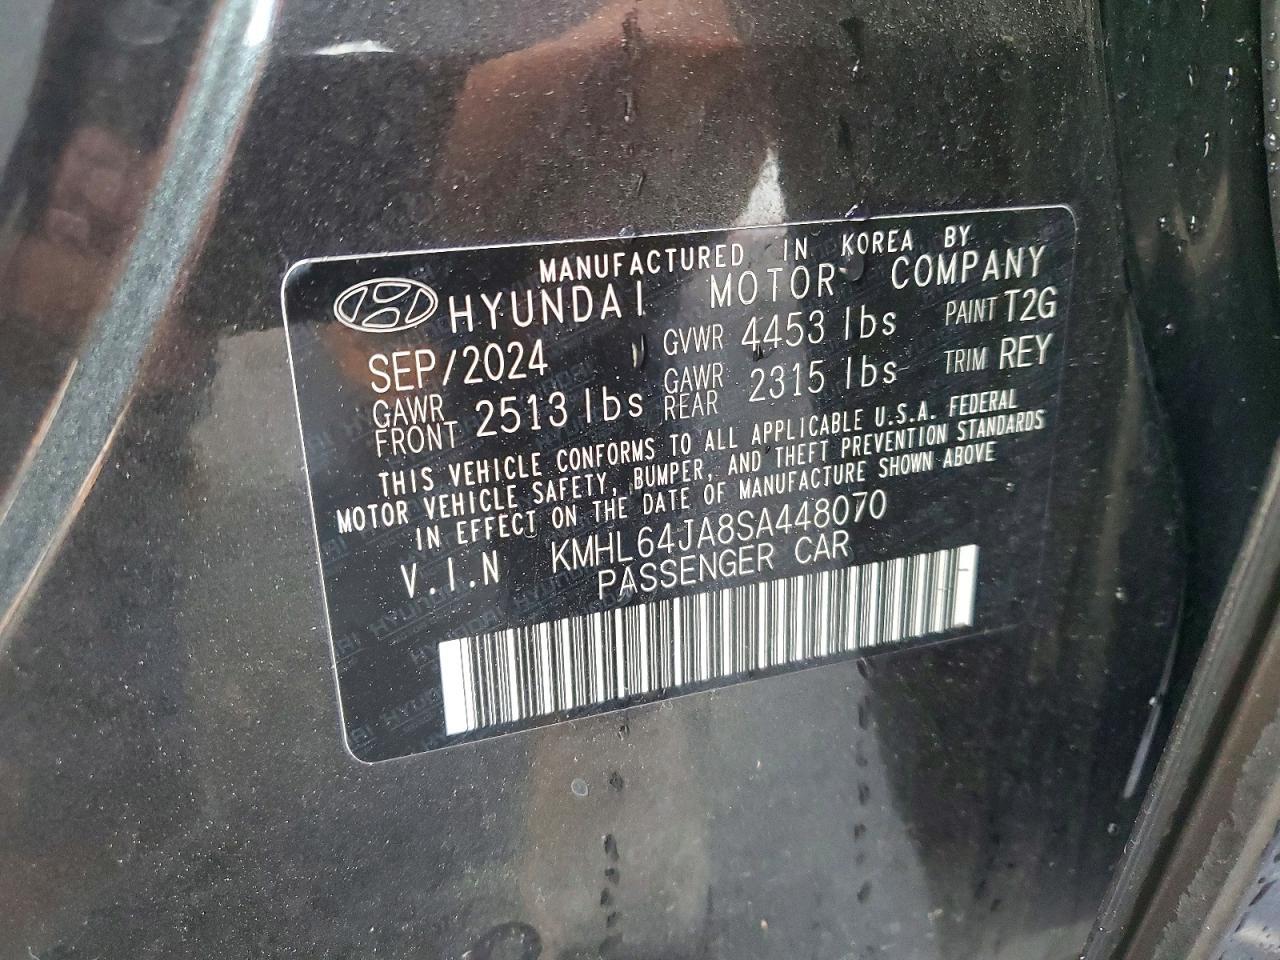 MANUFACTURED IN KOREA BY
HYUNDAI MOTOR COMPANY
SEP/2024 GVWR 4453 lbs PAINT T2G
GAWR FRONT 2513 lbs GAWR REAR 2315 lbs TRIM REY
THIS VEHICLE CONFORMS TO ALL APPLICABLE U.S.A. FEDERAL
MOTOR VEHICLE SAFETY, BUMPER, AND THEFT PREVENTION STANDARDS
IN EFFECT ON THE DATE OF MANUFACTURE SHOWN ABOVE
V.I.N KMHL64JA8SA448070
PASSENGER CAR